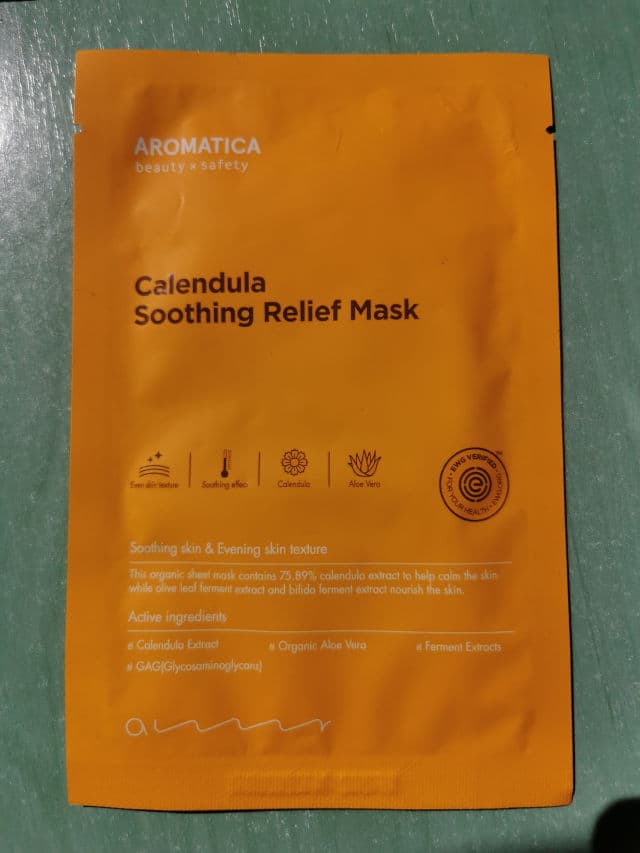 AROMATICA
beauty × safety
Calendula
Soothing Relief Mask
Even skin texture
Soothing effect
Calendula
Aloe Vera
EWG VERIFIED
FOR YOUR HEALTH
Soothing skin & Evening skin texture
This organic sheet mask contains 75.89% calendula extract to help calm the skin
while olive leaf ferment extract and bifida ferment extract nourish the skin.
Active ingredients
# Calendula Extract # Organic Aloe Vera # Ferment Extracts
# GAG(Glycosaminoglycans)